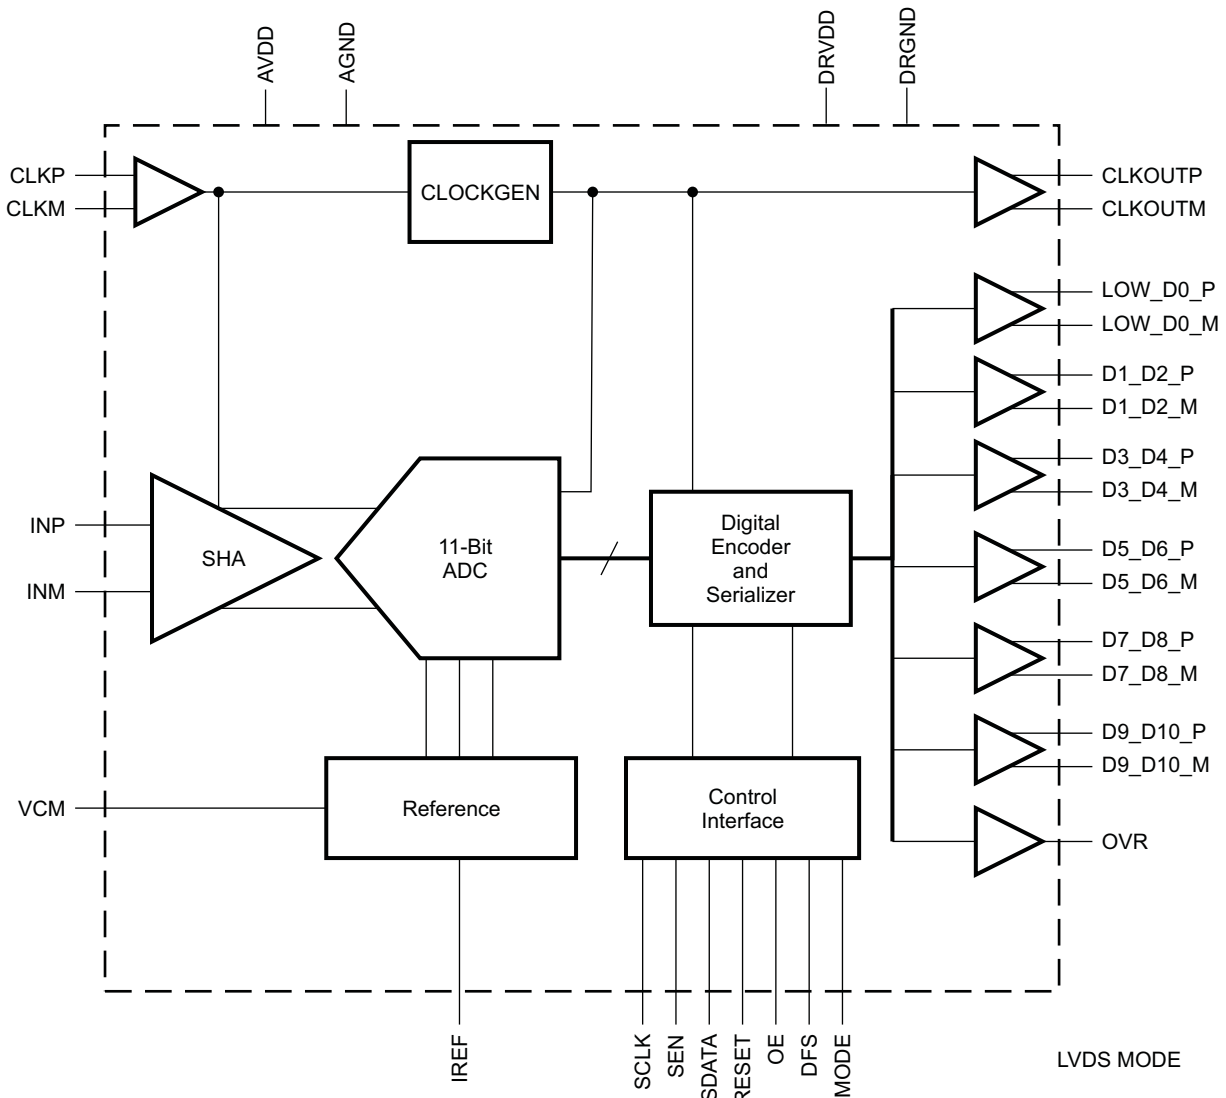 AVDD
AGND
DRVDD
DRGND
CLKP
CLKM
CLOCKGEN
CLKOUTP
CLKOUTM
LOW_D0_P
LOW_D0_M
D1_D2_P
D1_D2_M
D3_D4_P
D3_D4_M
INP
INM
SHA
11-Bit
ADC
Digital
Encoder
and
Serializer
D5_D6_P
D5_D6_M
D7_D8_P
D7_D8_M
D9_D10_P
D9_D10_M
VCM
Reference
Control
Interface
OVR
IREF
SCLK
SEN
SDATA
RESET
OE
DFS
MODE
LVDS MODE